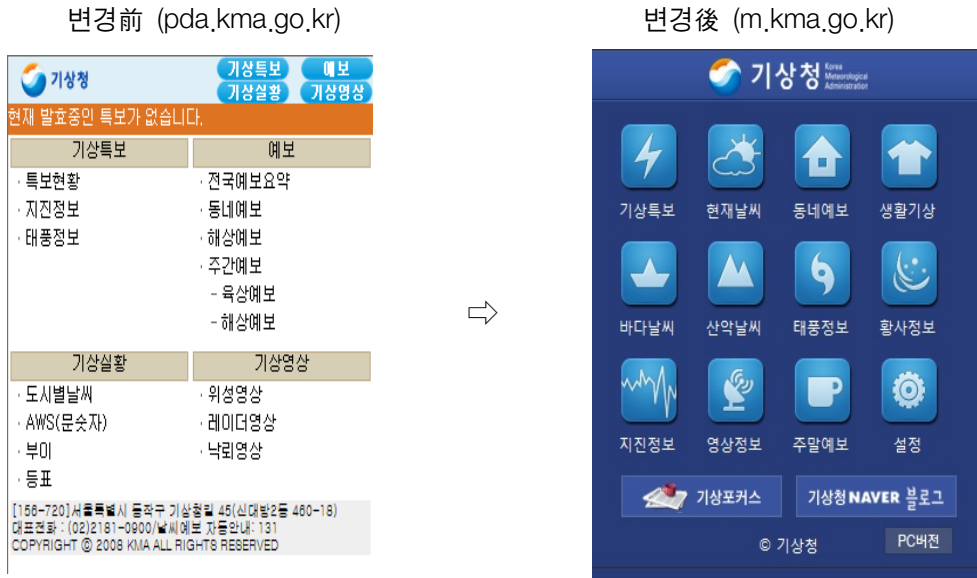 변경前 (pda.kma.go.kr)
기상청
기상특보 예보
기상실황 기상영상
현재 발효중인 특보가 없습니다.
기상특보 예보
· 특보현황 · 전국예보요약
· 지진정보 · 동네예보
· 태풍정보 · 해상예보
· 주간예보
- 육상예보
- 해상예보
기상실황 기상영상
· 도시별날씨 · 위성영상
· AWS(문숫자) · 레이더영상
· 부이 · 낙뢰영상
· 등표
[156-720]서울특별시 동작구 기상청길 45(신대방2동 460-18)
대표전화 : (02)2181-0900/날씨예보 자동안내: 131
COPYRIGHT ⓒ 2008 KMA ALL RIGHTS RESERVED
⇨
변경後 (m.kma.go.kr)
기상청 Korea
Meteorological
Administration
기상특보 현재날씨 동네예보 생활기상
바다날씨 산악날씨 태풍정보 황사정보
지진정보 영상정보 주말예보 설정
기상포커스 기상청 NAVER 블로그
© 기상청 PC버전